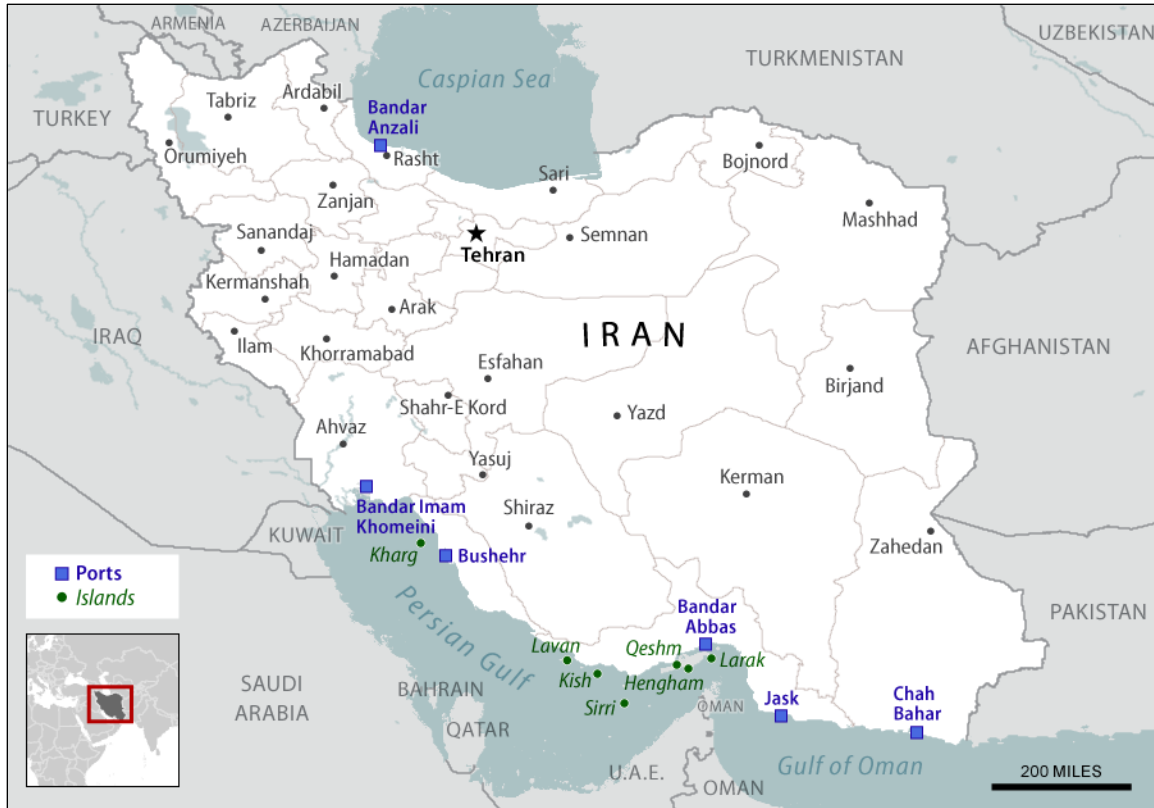 ARMENIA
AZERBAIJAN
UZBEKISTAN
TURKMENISTAN
Caspian Sea
TURKEY
Tabriz
Ardabil
Bandar
Anzali
Orumiyeh
Rasht
Bojnord
Zanjan
Sari
Mashhad
Sanandaj
Semnan
Tehran
Hamadan
Kermanshah
Arak
IRAN
IRAQ
Ilam
Khorramabad
AFGHANISTAN
Esfahan
Birjand
Shahr-E Kord
Yazd
Ahvaz
Yasuj
Kerman
Bandar Imam
Khomeini
Shiraz
KUWAIT
Kharg
Bushehr
Zahedan
Ports
Islands
Persian Gulf
PAKISTAN
Bandar
Abbas
Lavan
Qeshm
Larak
Kish
Hengham
Sirri
SAUDI
ARABIA
BAHRAIN
QATAR
OMAN
Jask
Chah
Bahar
U.A.E.
OMAN
Gulf of Oman
200 MILES